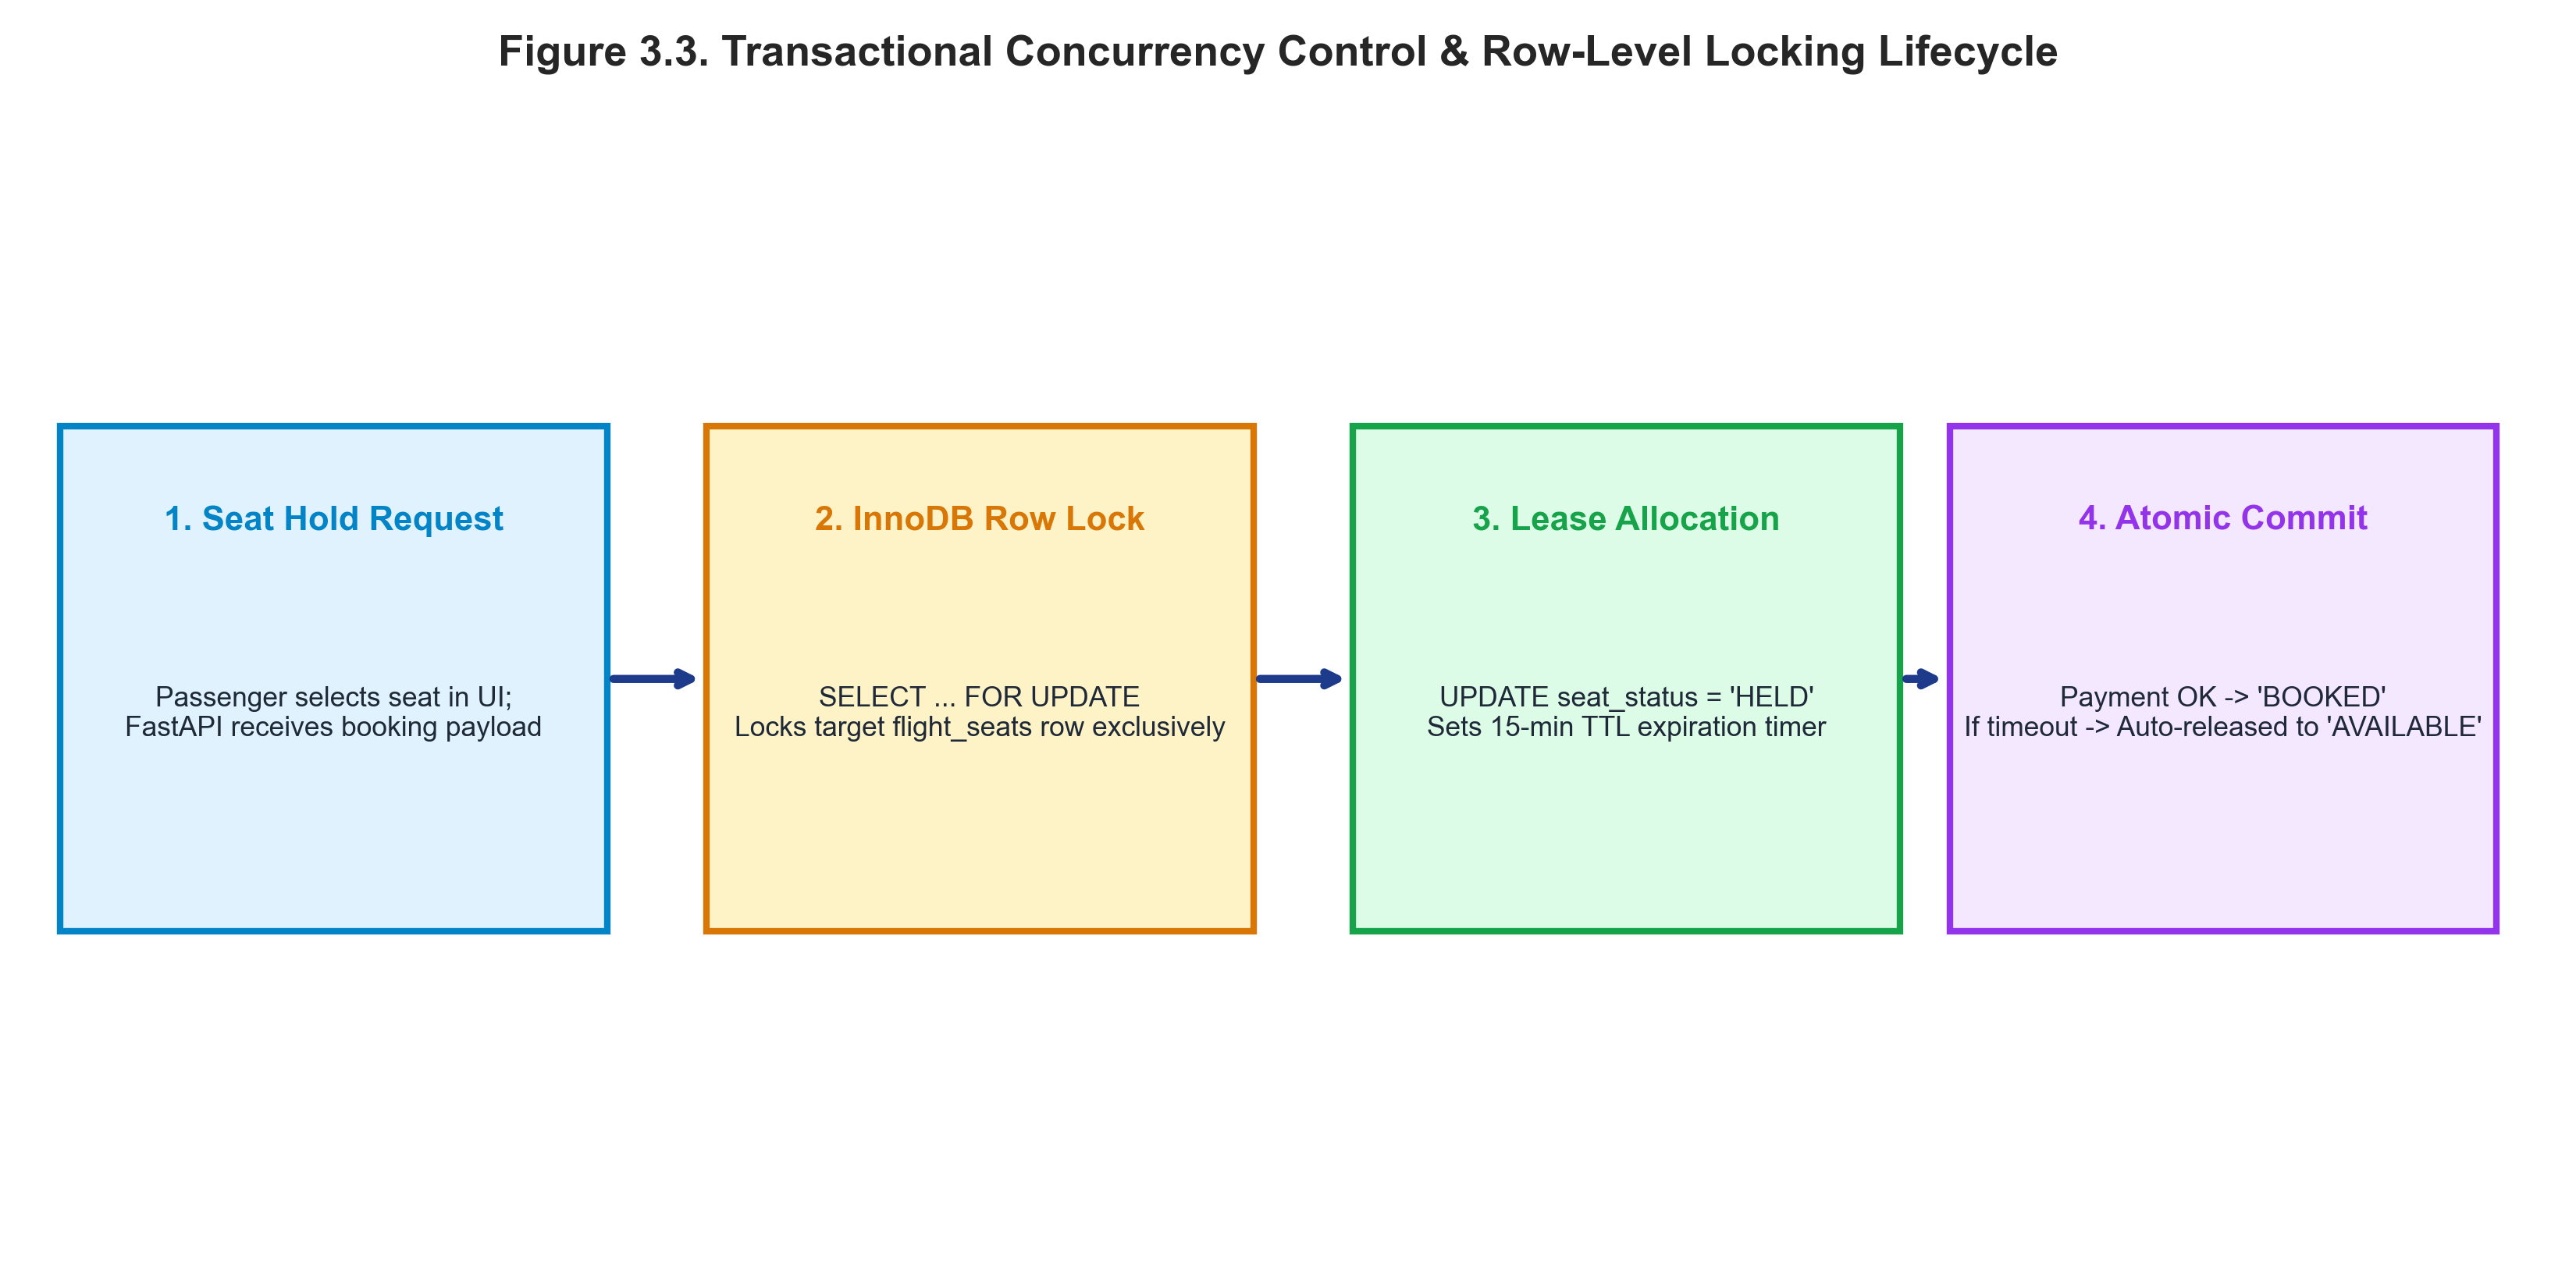 Figure 3.3. Transactional Concurrency Control & Row-Level Locking Lifecycle
1. Seat Hold Request
Passenger selects seat in UI;
FastAPI receives booking payload
2. InnoDB Row Lock
SELECT ... FOR UPDATE
Locks target flight_seats row exclusively
3. Lease Allocation
UPDATE seat_status = 'HELD'
Sets 15-min TTL expiration timer
4. Atomic Commit
Payment OK -> 'BOOKED'
If timeout -> Auto-released to 'AVAILABLE'